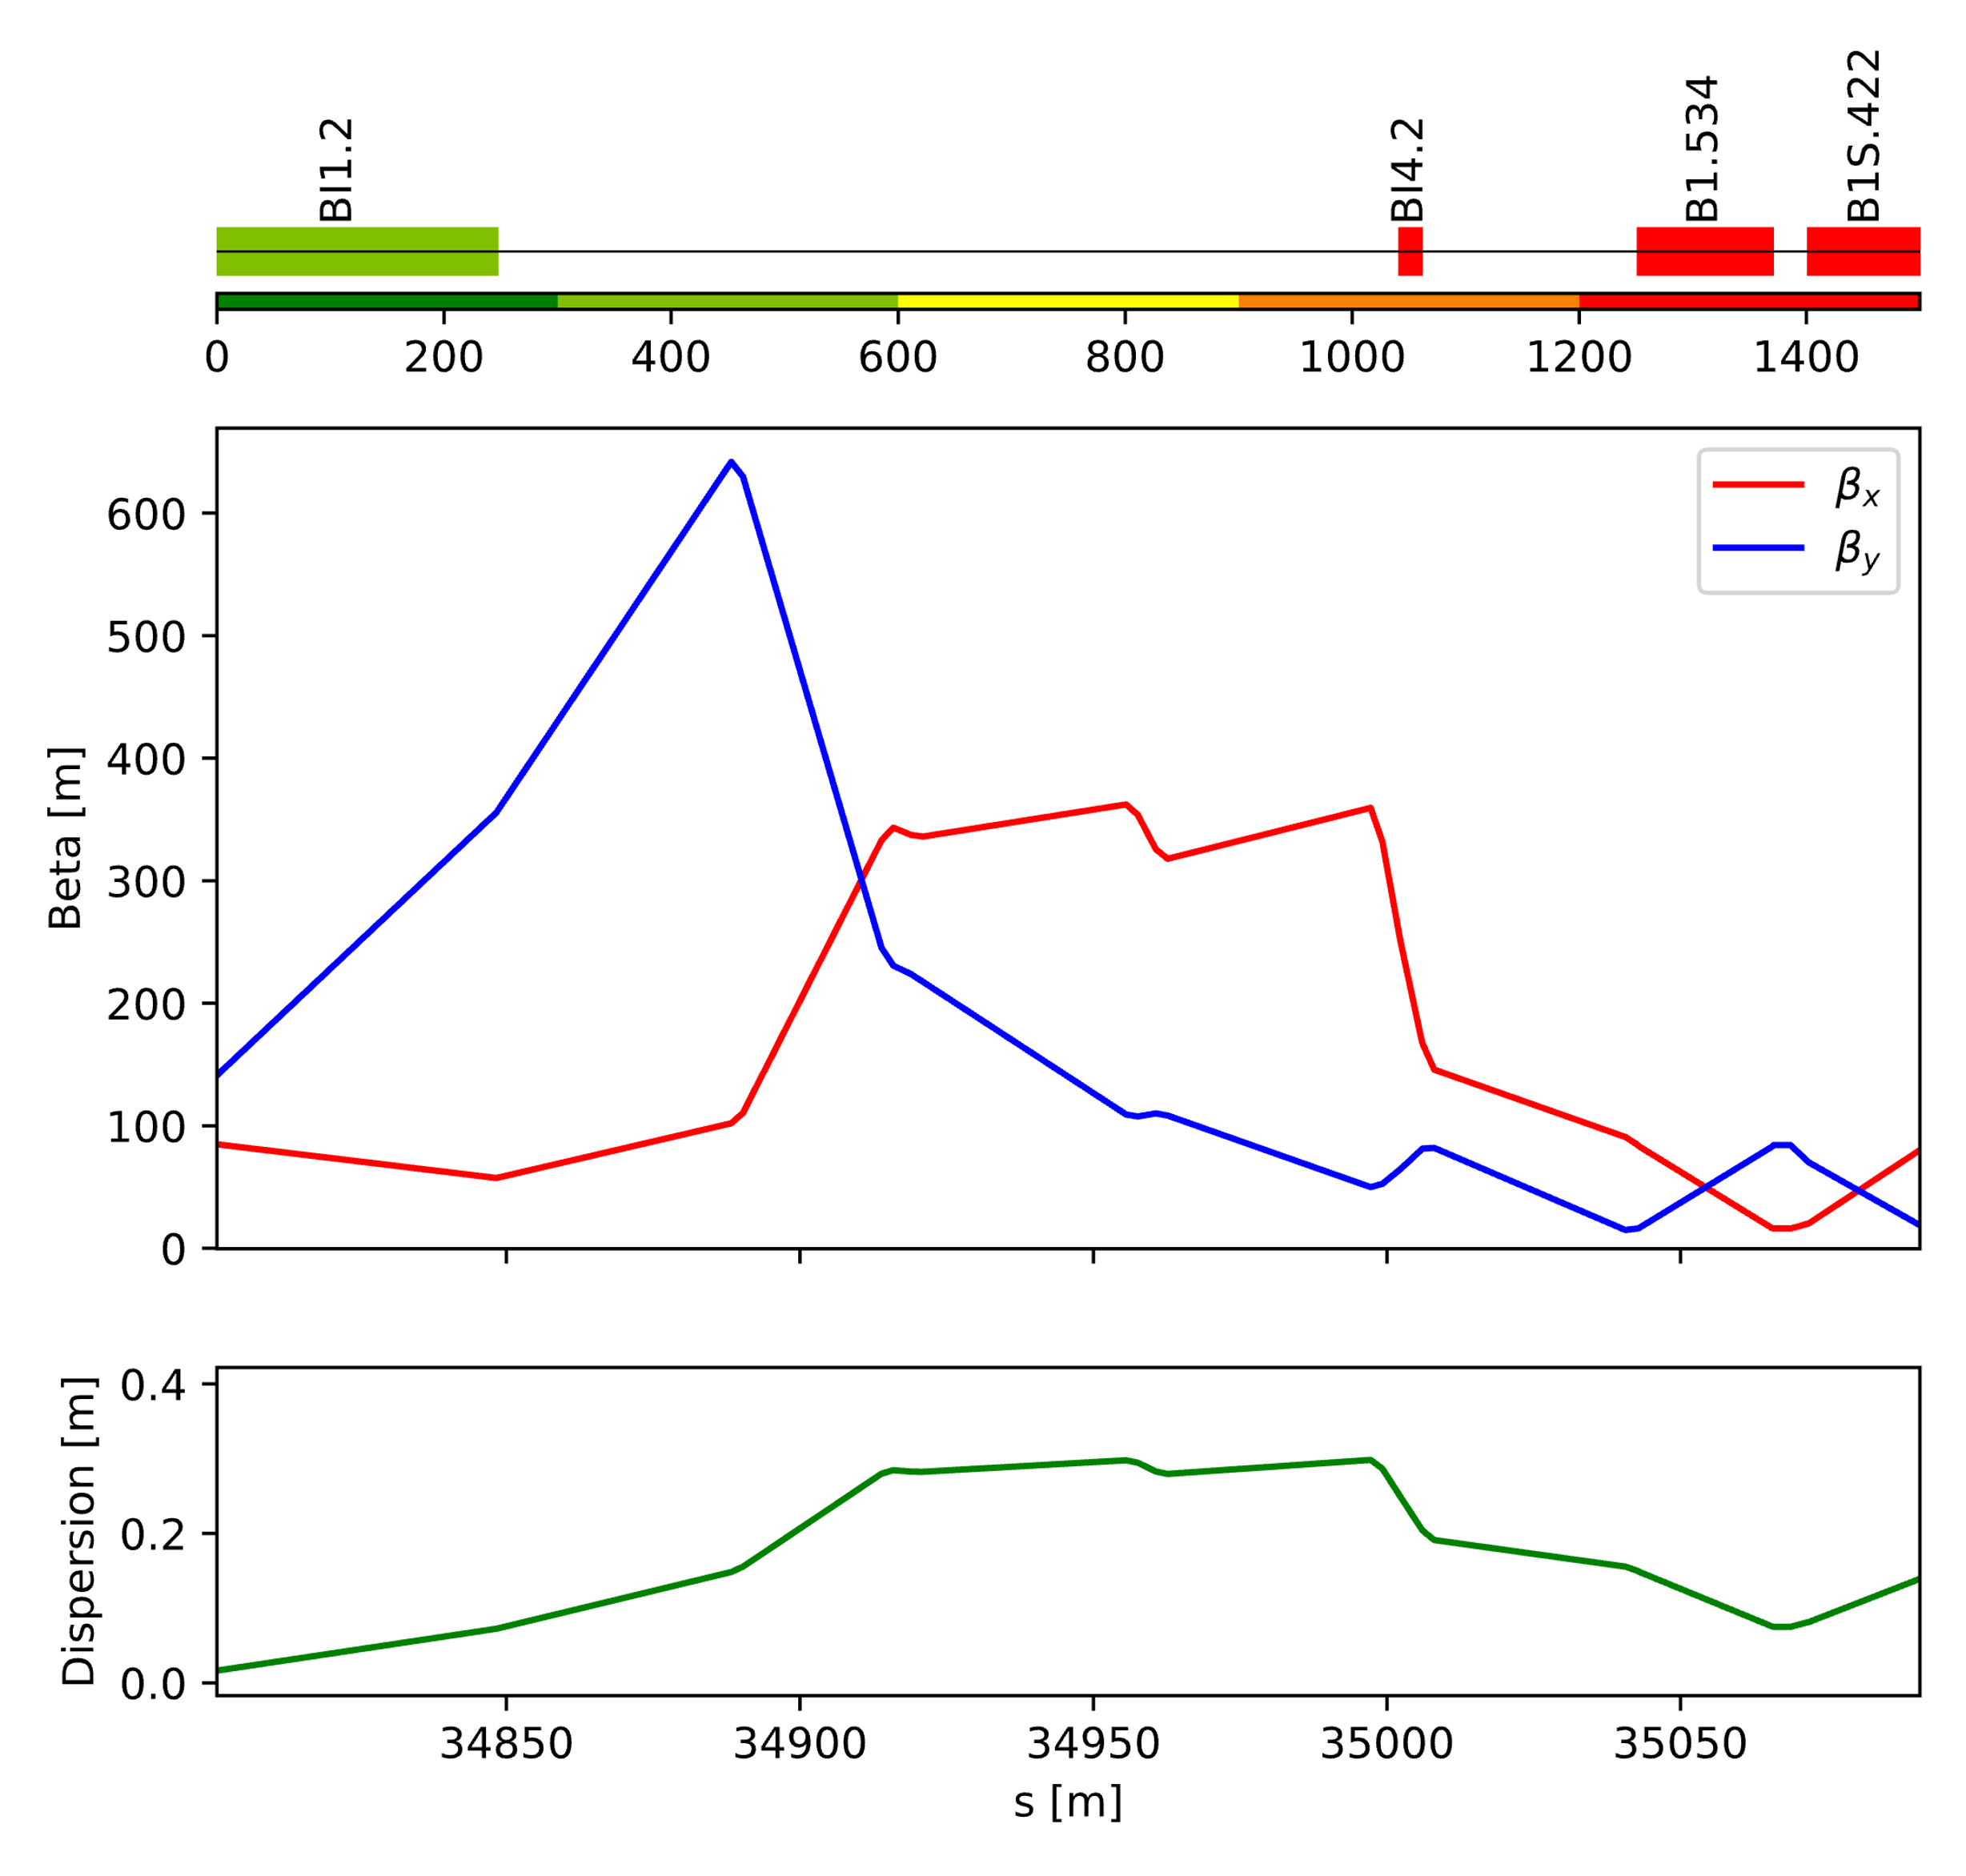 BI1.2
BI4.2
B1.534
B1S.422
0 200 400 600 800 1000 1200 1400
Beta [m]
600
500
400
300
200
100
0
βx
βy
Dispersion [m]
0.4
0.2
0.0
34850 34900 34950 35000 35050
s [m]